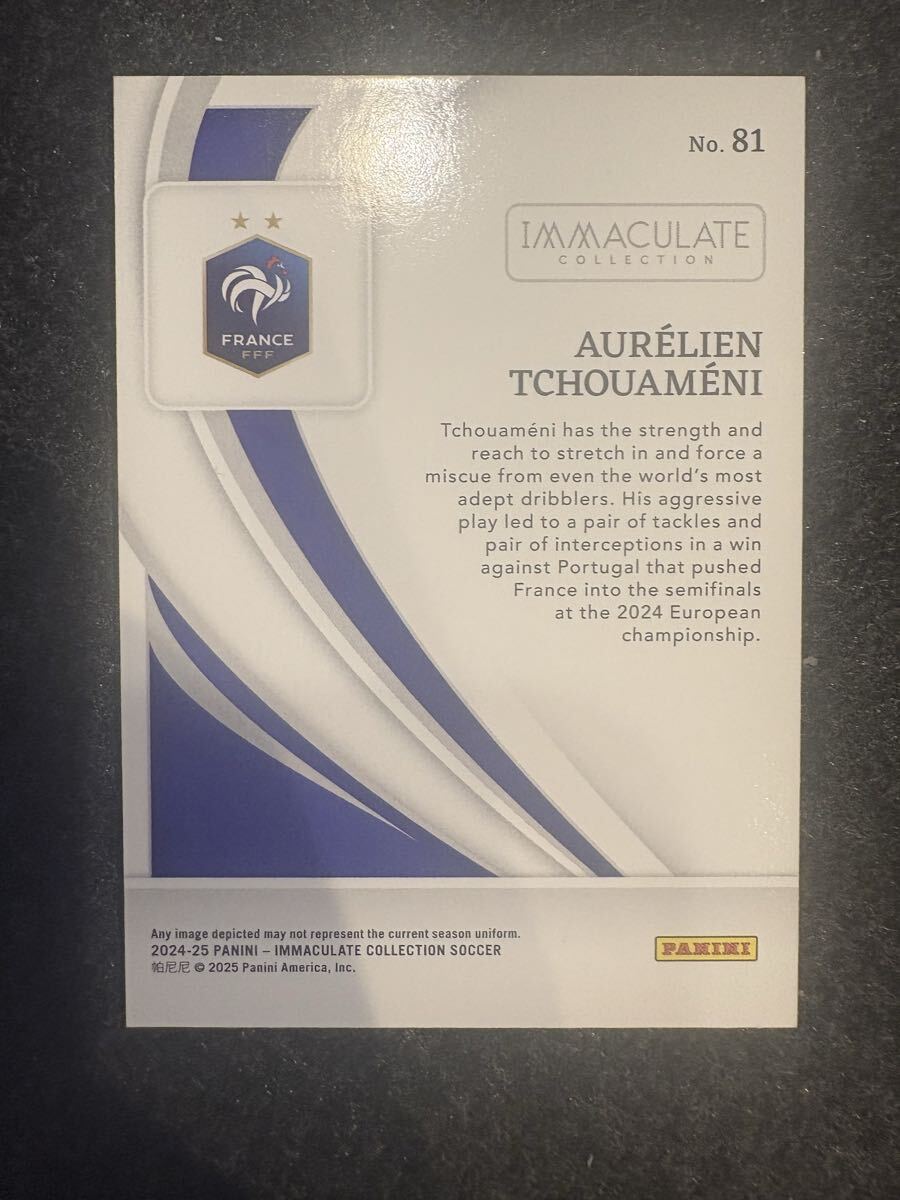 No. 81
IMMACULATE
COLLECTION
FRANCE
FFF
AURÉLIEN
TCHOUAMÉNI
Tchouaméni has the strength and
reach to stretch in and force a
miscue from even the world's most
adept dribblers. His aggressive
play led to a pair of tackles and
pair of interceptions in a win
against Portugal that pushed
France into the semifinals
at the 2024 European
championship.
Any image depicted may not represent the current season uniform.
2024-25 PANINI – IMMACULATE COLLECTION SOCCER
帕尼尼 © 2025 Panini America, Inc.
PANINI